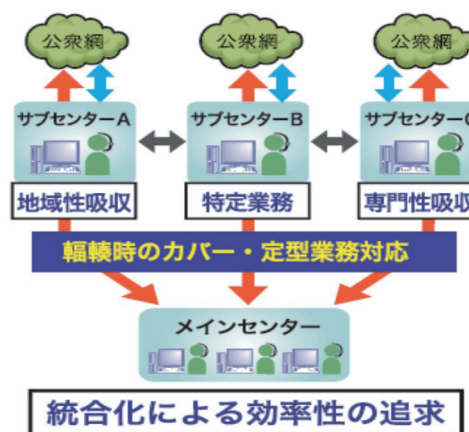 公衆網
公衆網
公衆網
サブセンターA
サブセンターB
サブセンターC
地域性吸収
特定業務
専門性吸収
輻輳時のカバー・定型業務対応
メインセンター
統合化による効率性の追求